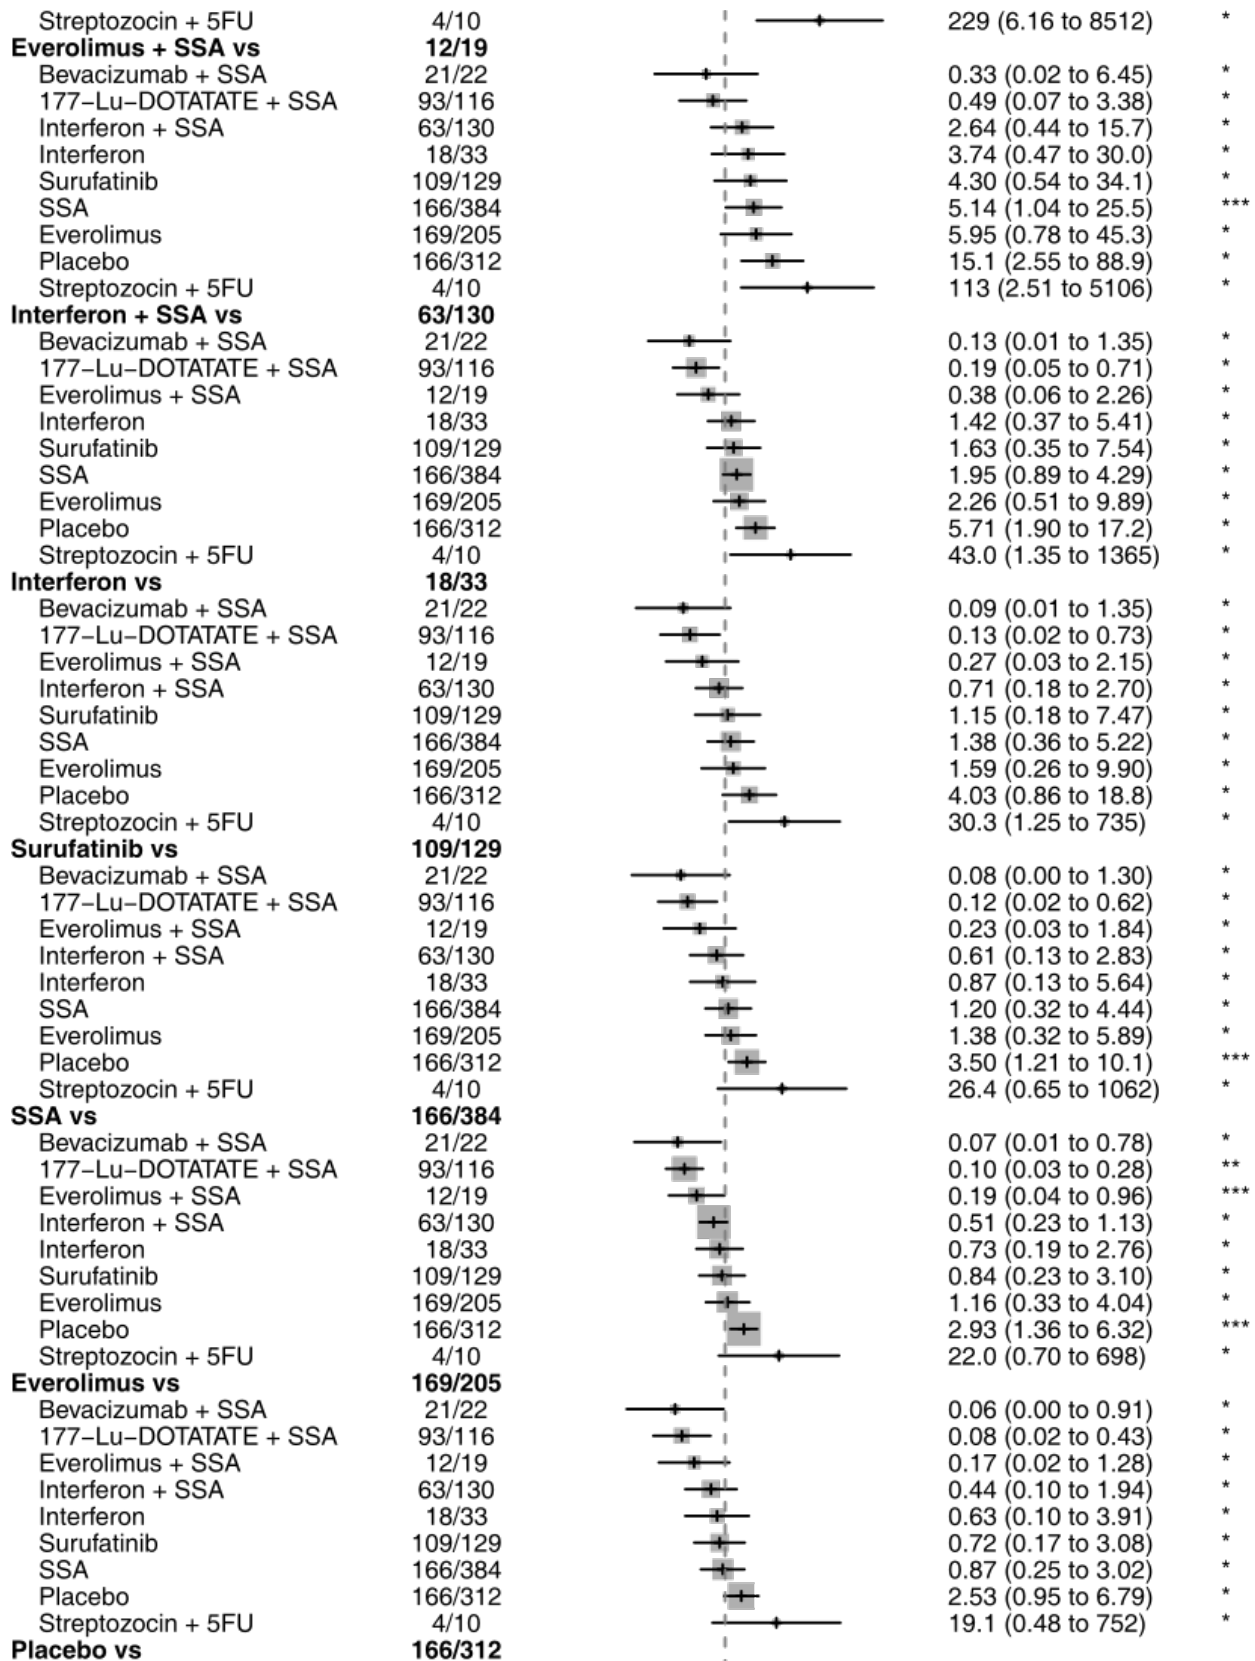 Streptozocin + 5FU 4/10 229 (6.16 to 8512) *
Everolimus + SSA vs 12/19
Bevacizumab + SSA 21/22 0.33 (0.02 to 6.45) *
177−Lu−DOTATATE + SSA 93/116 0.49 (0.07 to 3.38) *
Interferon + SSA 63/130 2.64 (0.44 to 15.7) *
Interferon 18/33 3.74 (0.47 to 30.0) *
Surufatinib 109/129 4.30 (0.54 to 34.1) *
SSA 166/384 5.14 (1.04 to 25.5) ***
Everolimus 169/205 5.95 (0.78 to 45.3) *
Placebo 166/312 15.1 (2.55 to 88.9) *
Streptozocin + 5FU 4/10 113 (2.51 to 5106) *
Interferon + SSA vs 63/130
Bevacizumab + SSA 21/22 0.13 (0.01 to 1.35) *
177−Lu−DOTATATE + SSA 93/116 0.19 (0.05 to 0.71) *
Everolimus + SSA 12/19 0.38 (0.06 to 2.26) *
Interferon 18/33 1.42 (0.37 to 5.41) *
Surufatinib 109/129 1.63 (0.35 to 7.54) *
SSA 166/384 1.95 (0.89 to 4.29) *
Everolimus 169/205 2.26 (0.51 to 9.89) *
Placebo 166/312 5.71 (1.90 to 17.2) *
Streptozocin + 5FU 4/10 43.0 (1.35 to 1365) *
Interferon vs 18/33
Bevacizumab + SSA 21/22 0.09 (0.01 to 1.35) *
177−Lu−DOTATATE + SSA 93/116 0.13 (0.02 to 0.73) *
Everolimus + SSA 12/19 0.27 (0.03 to 2.15) *
Interferon + SSA 63/130 0.71 (0.18 to 2.70) *
Surufatinib 109/129 1.15 (0.18 to 7.47) *
SSA 166/384 1.38 (0.36 to 5.22) *
Everolimus 169/205 1.59 (0.26 to 9.90) *
Placebo 166/312 4.03 (0.86 to 18.8) *
Streptozocin + 5FU 4/10 30.3 (1.25 to 735) *
Surufatinib vs 109/129
Bevacizumab + SSA 21/22 0.08 (0.00 to 1.30) *
177−Lu−DOTATATE + SSA 93/116 0.12 (0.02 to 0.62) *
Everolimus + SSA 12/19 0.23 (0.03 to 1.84) *
Interferon + SSA 63/130 0.61 (0.13 to 2.83) *
Interferon 18/33 0.87 (0.13 to 5.64) *
SSA 166/384 1.20 (0.32 to 4.44) *
Everolimus 169/205 1.38 (0.32 to 5.89) *
Placebo 166/312 3.50 (1.21 to 10.1) ***
Streptozocin + 5FU 4/10 26.4 (0.65 to 1062) *
SSA vs 166/384
Bevacizumab + SSA 21/22 0.07 (0.01 to 0.78) *
177−Lu−DOTATATE + SSA 93/116 0.10 (0.03 to 0.28) **
Everolimus + SSA 12/19 0.19 (0.04 to 0.96) ***
Interferon + SSA 63/130 0.51 (0.23 to 1.13) *
Interferon 18/33 0.73 (0.19 to 2.76) *
Surufatinib 109/129 0.84 (0.23 to 3.10) *
Everolimus 169/205 1.16 (0.33 to 4.04) *
Placebo 166/312 2.93 (1.36 to 6.32) ***
Streptozocin + 5FU 4/10 22.0 (0.70 to 698) *
Everolimus vs 169/205
Bevacizumab + SSA 21/22 0.06 (0.00 to 0.91) *
177−Lu−DOTATATE + SSA 93/116 0.08 (0.02 to 0.43) *
Everolimus + SSA 12/19 0.17 (0.02 to 1.28) *
Interferon + SSA 63/130 0.44 (0.10 to 1.94) *
Interferon 18/33 0.63 (0.10 to 3.91) *
Surufatinib 109/129 0.72 (0.17 to 3.08) *
SSA 166/384 0.87 (0.25 to 3.02) *
Placebo 166/312 2.53 (0.95 to 6.79) *
Streptozocin + 5FU 4/10 19.1 (0.48 to 752) *
Placebo vs 166/312